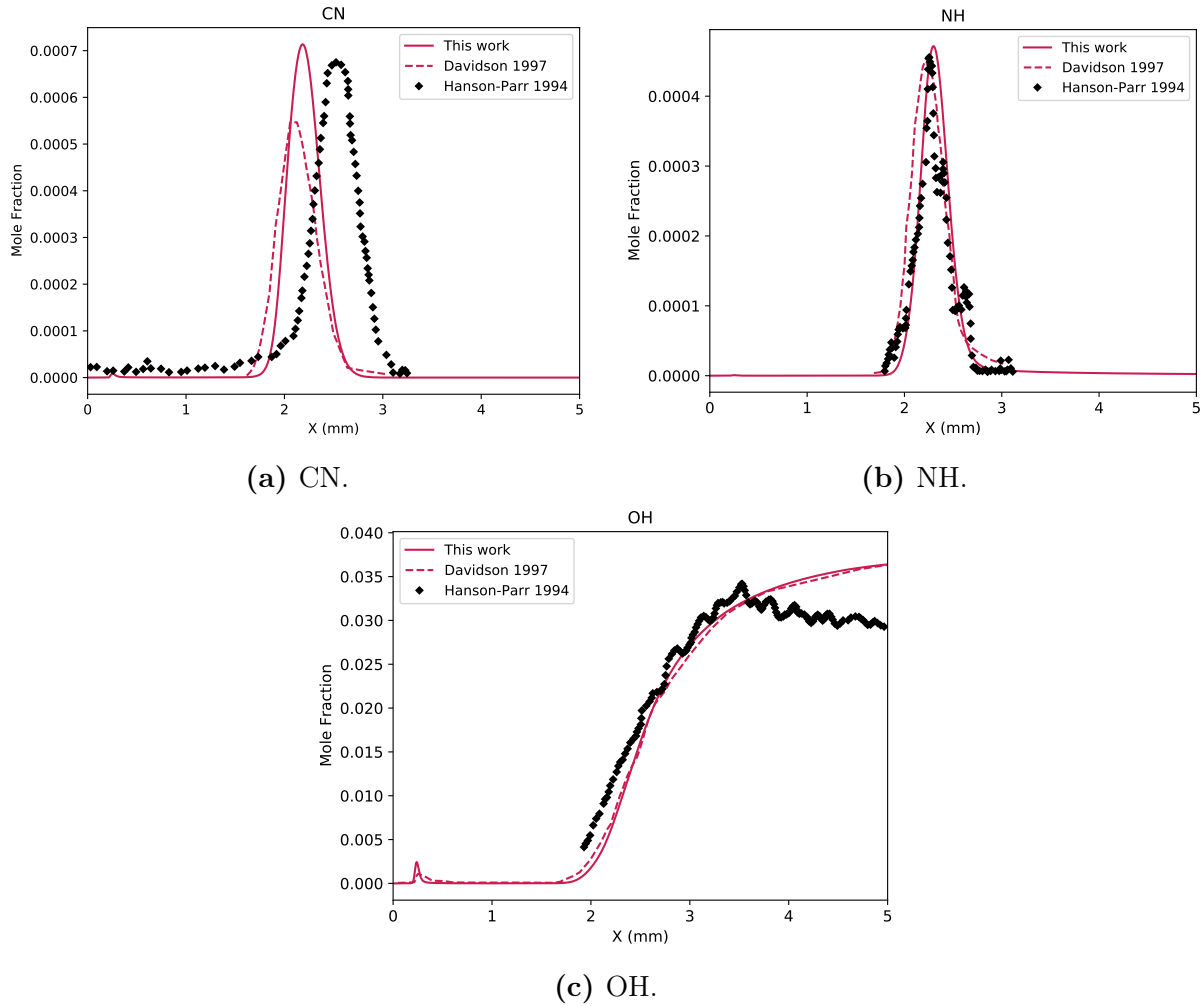 CN
Mole Fraction
0.0007
0.0006
0.0005
0.0004
0.0003
0.0002
0.0001
0.0000
This work
Davidson 1997
Hanson-Parr 1994
0 1 2 3 4 5
X (mm)
(a) CN.
NH
Mole Fraction
0.0004
0.0003
0.0002
0.0001
0.0000
This work
Davidson 1997
Hanson-Parr 1994
0 1 2 3 4 5
X (mm)
(b) NH.
OH
Mole Fraction
0.040
0.035
0.030
0.025
0.020
0.015
0.010
0.005
0.000
This work
Davidson 1997
Hanson-Parr 1994
0 1 2 3 4 5
X (mm)
(c) OH.